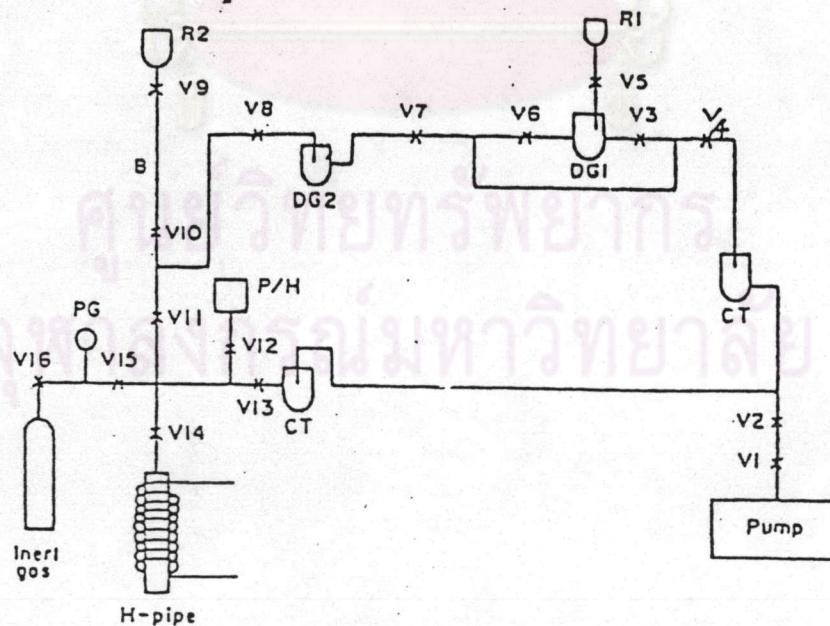 R2
R1
V9
V5
V8
V7
V6
V3
V4
B
DG2
DG1
V10
ศูนย์วิทยทรัพยากร
P/H
PG
V11
CT
จุฬาลงกรณ์มหาวิทยาลัย
V16
V15
V12
V13
CT
V2
V14
V1
Pump
Inert
gas
H-pipe